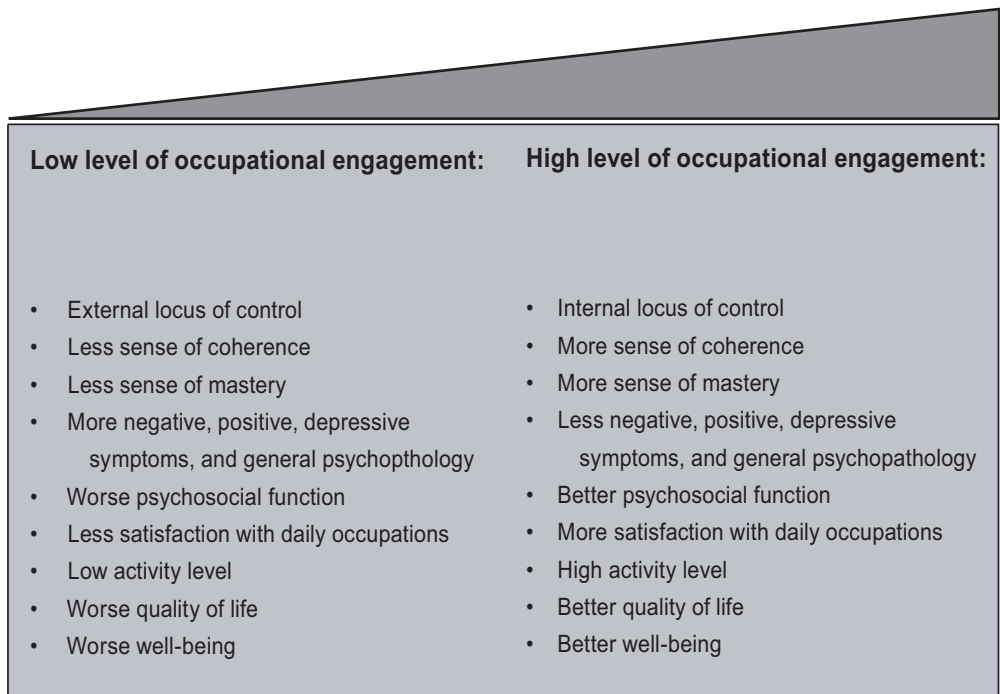 Low level of occupational engagement:
• External locus of control
• Less sense of coherence
• Less sense of mastery
• More negative, positive, depressive
symptoms, and general psychopthology
• Worse psychosocial function
• Less satisfaction with daily occupations
• Low activity level
• Worse quality of life
• Worse well-being
High level of occupational engagement:
• Internal locus of control
• More sense of coherence
• More sense of mastery
• Less negative, positive, depressive
symptoms, and general psychopathology
• Better psychosocial function
• More satisfaction with daily occupations
• High activity level
• Better quality of life
• Better well-being